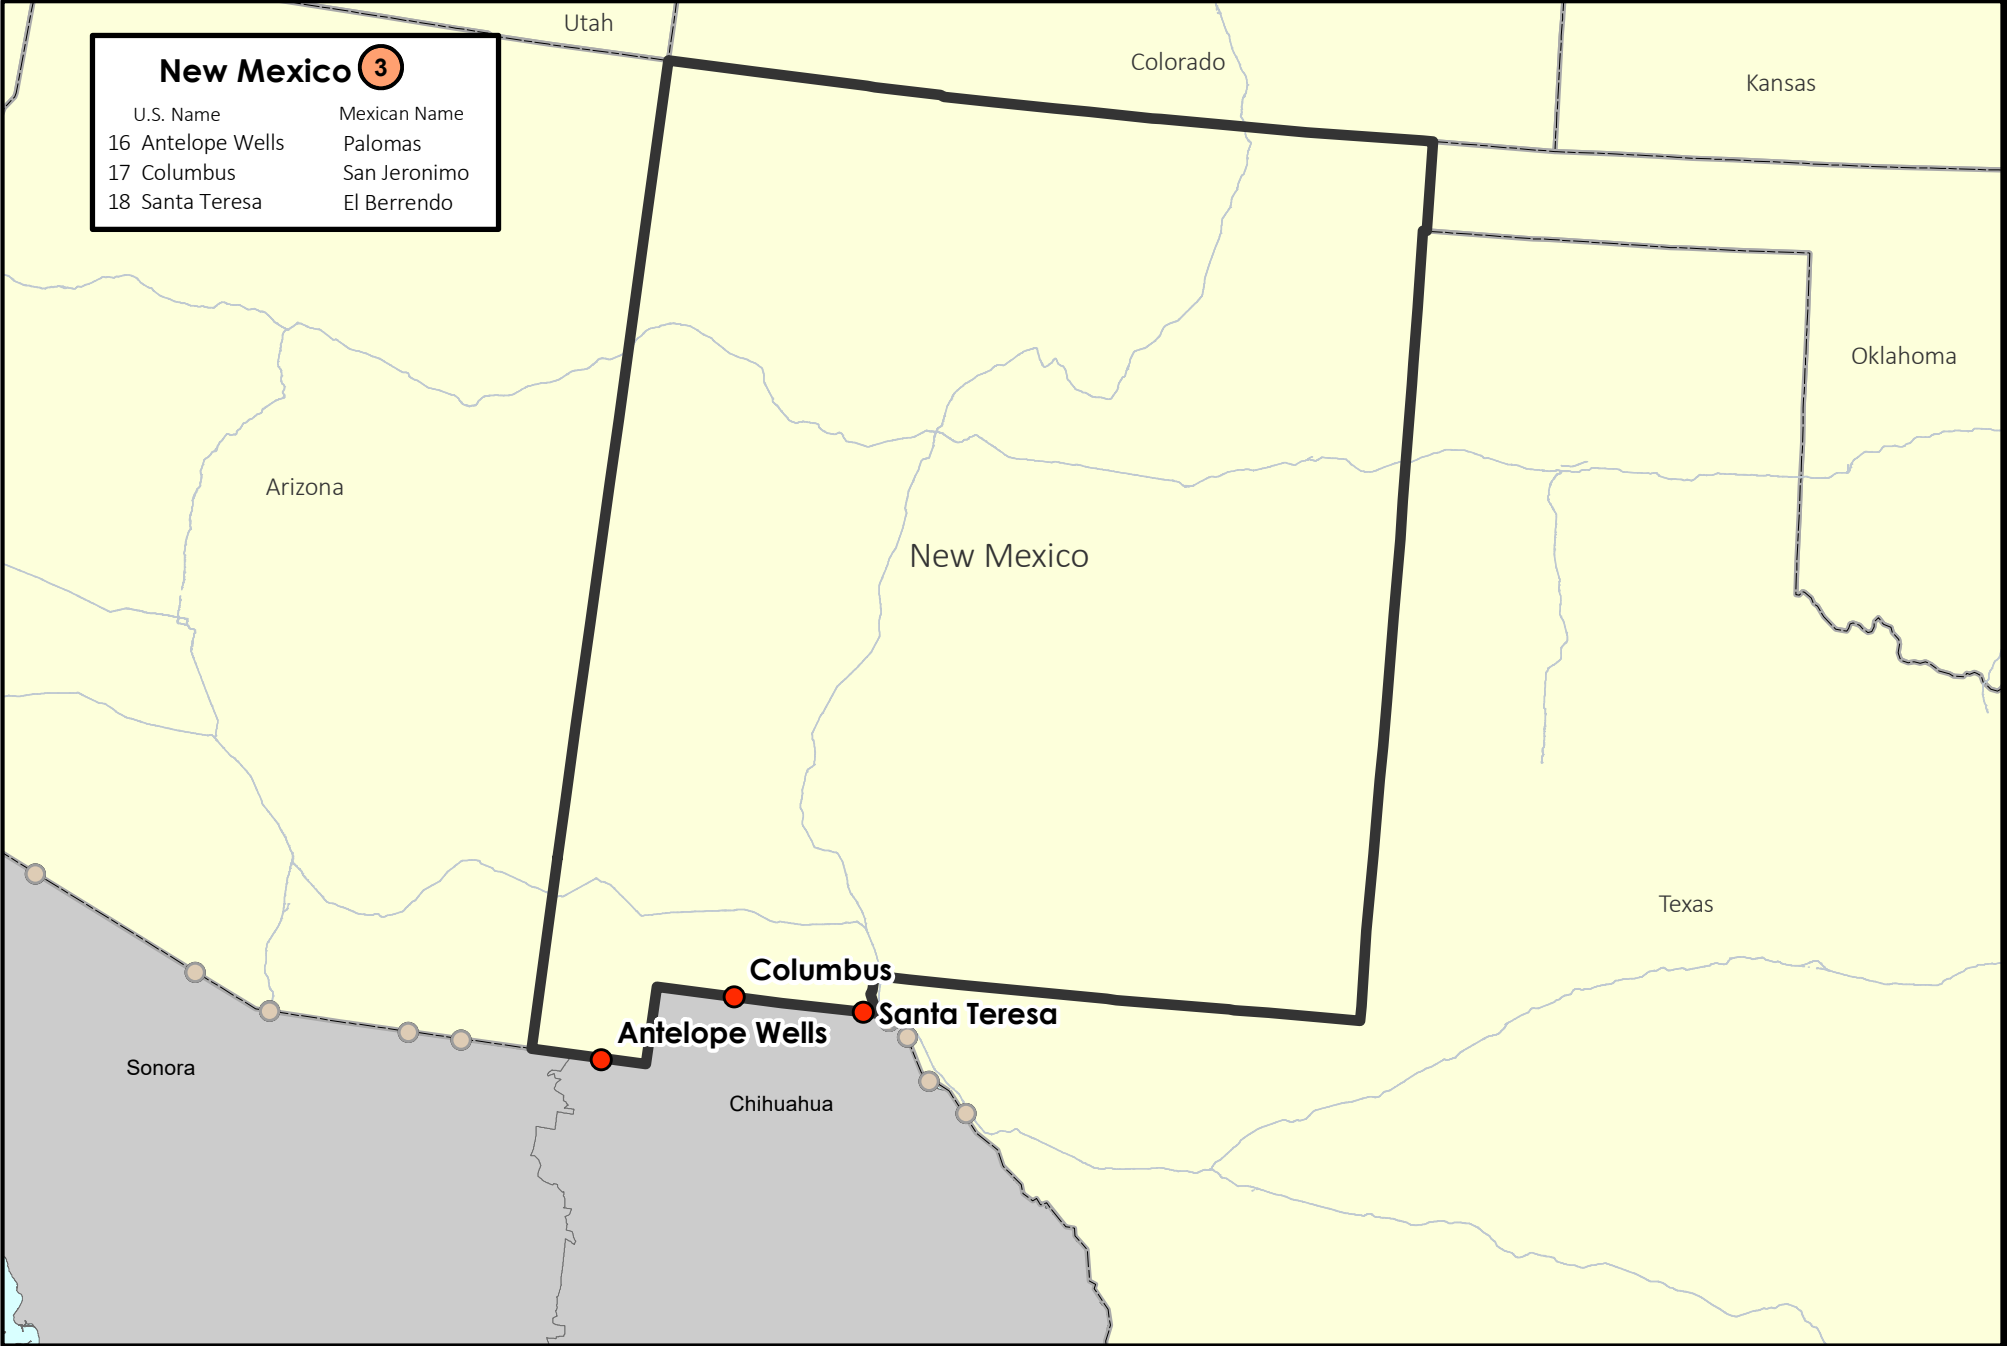 Utah
Colorado
Kansas
New Mexico 3
U.S. Name Mexican Name
16 Antelope Wells Palomas
17 Columbus San Jeronimo
18 Santa Teresa El Berrendo
Oklahoma
Arizona
New Mexico
Texas
Columbus
Santa Teresa
Antelope Wells
Sonora
Chihuahua